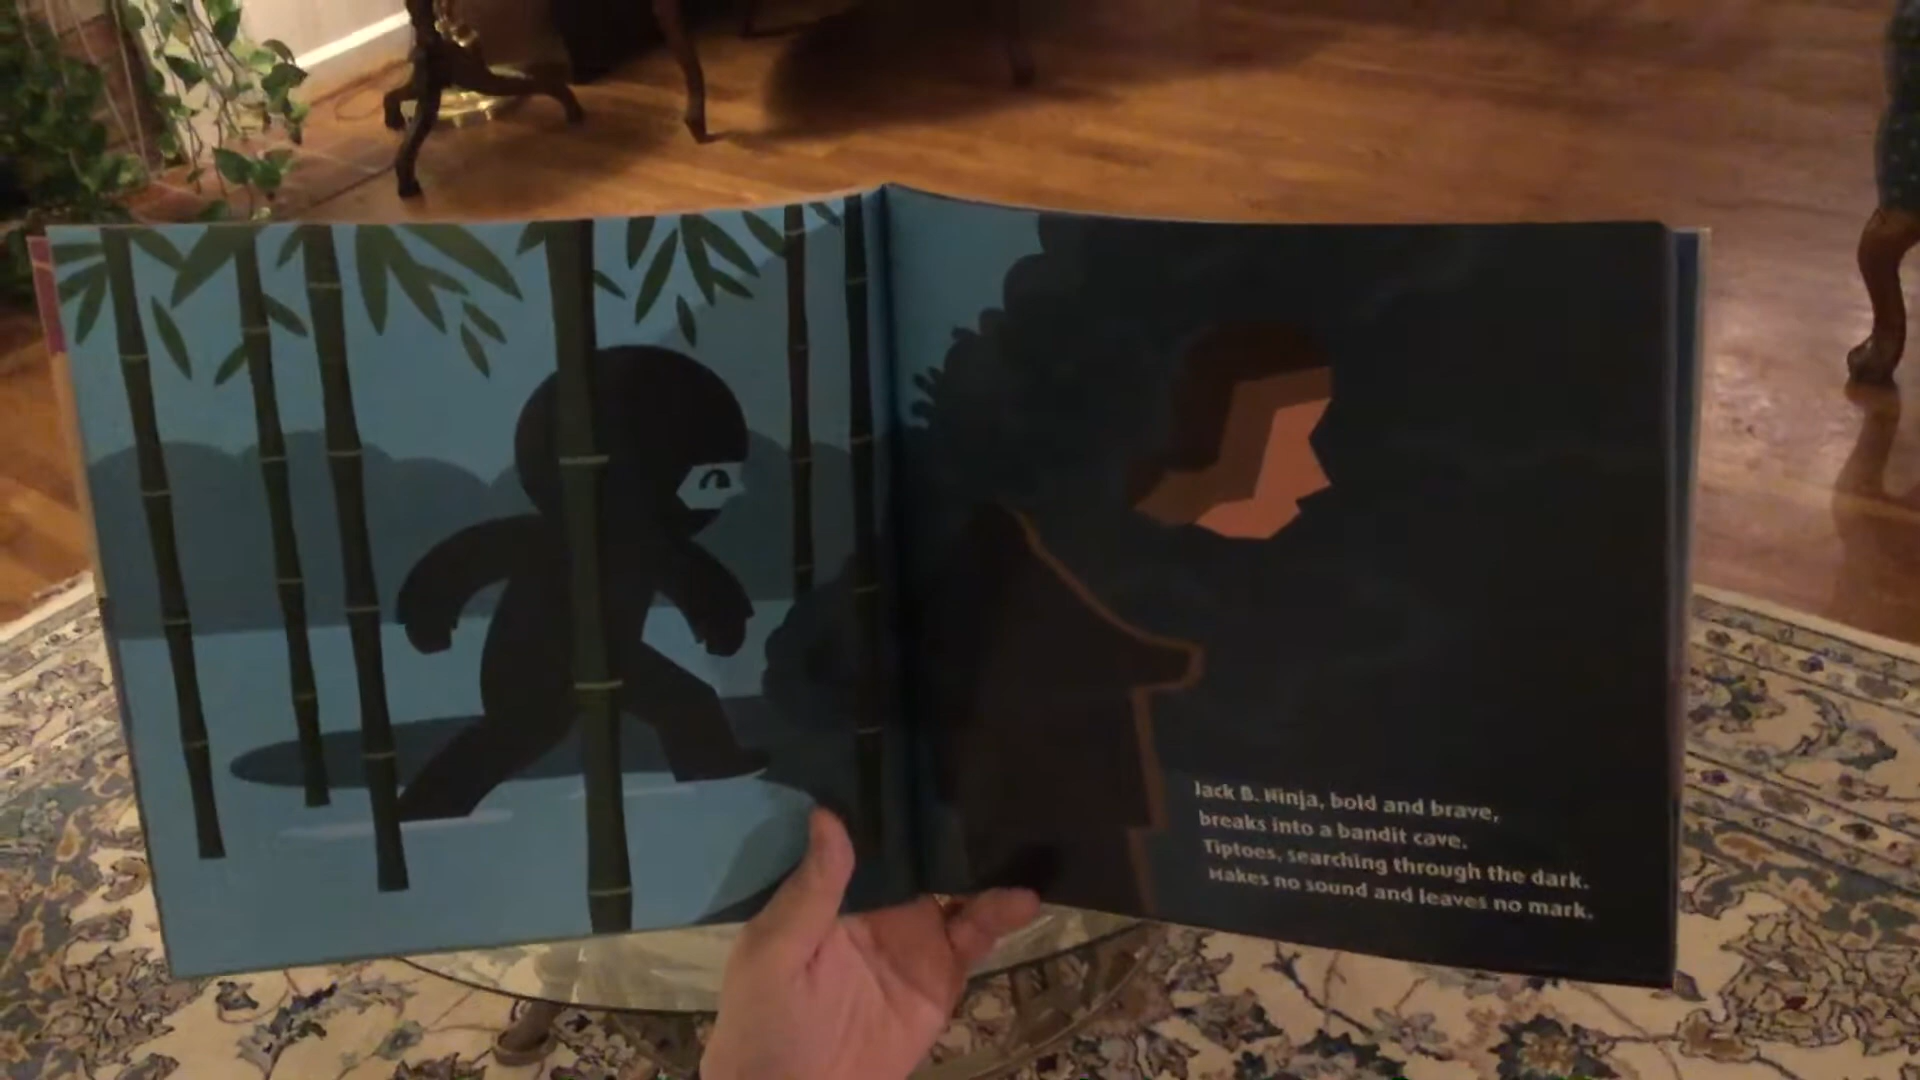 Jack B. Ninja, bold and brave,
breaks into a bandit cave.
Tiptoes, searching through the dark.
Makes no sound and leaves no mark.